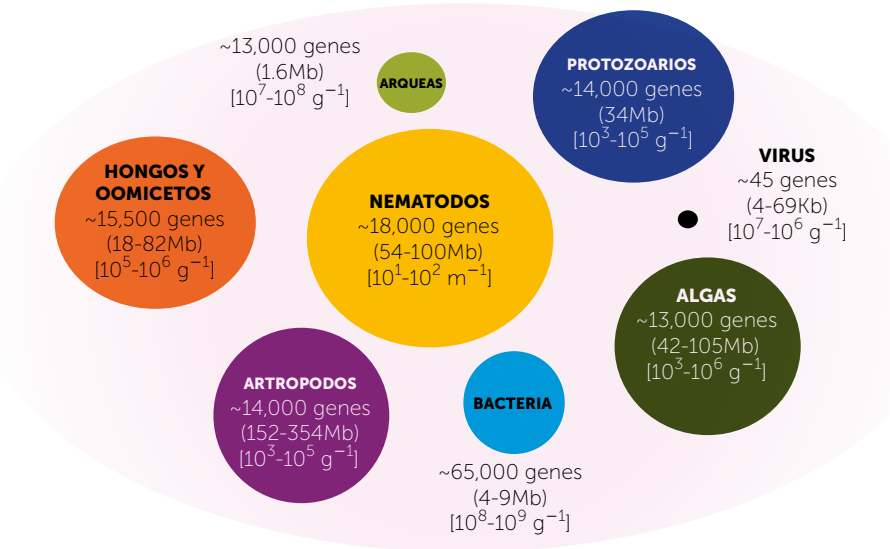 ~13,000 genes
(1.6Mb)
[10⁷-10⁸ g⁻¹]
ARQUEAS
PROTOZOARIOS
~14,000 genes
(34Mb)
[10³-10⁵ g⁻¹]
HONGOS Y
OOMICETOS
~15,500 genes
(18-82Mb)
[10⁵-10⁶ g⁻¹]
NEMATODOS
~18,000 genes
(54-100Mb)
[10¹-10² m⁻¹]
VIRUS
~45 genes
(4-69Kb)
[10⁷-10⁶ g⁻¹]
ALGAS
~13,000 genes
(42-105Mb)
[10³-10⁶ g⁻¹]
ARTROPODOS
~14,000 genes
(152-354Mb)
[10³-10⁵ g⁻¹]
BACTERIA
~65,000 genes
(4-9Mb)
[10⁸-10⁹ g⁻¹]